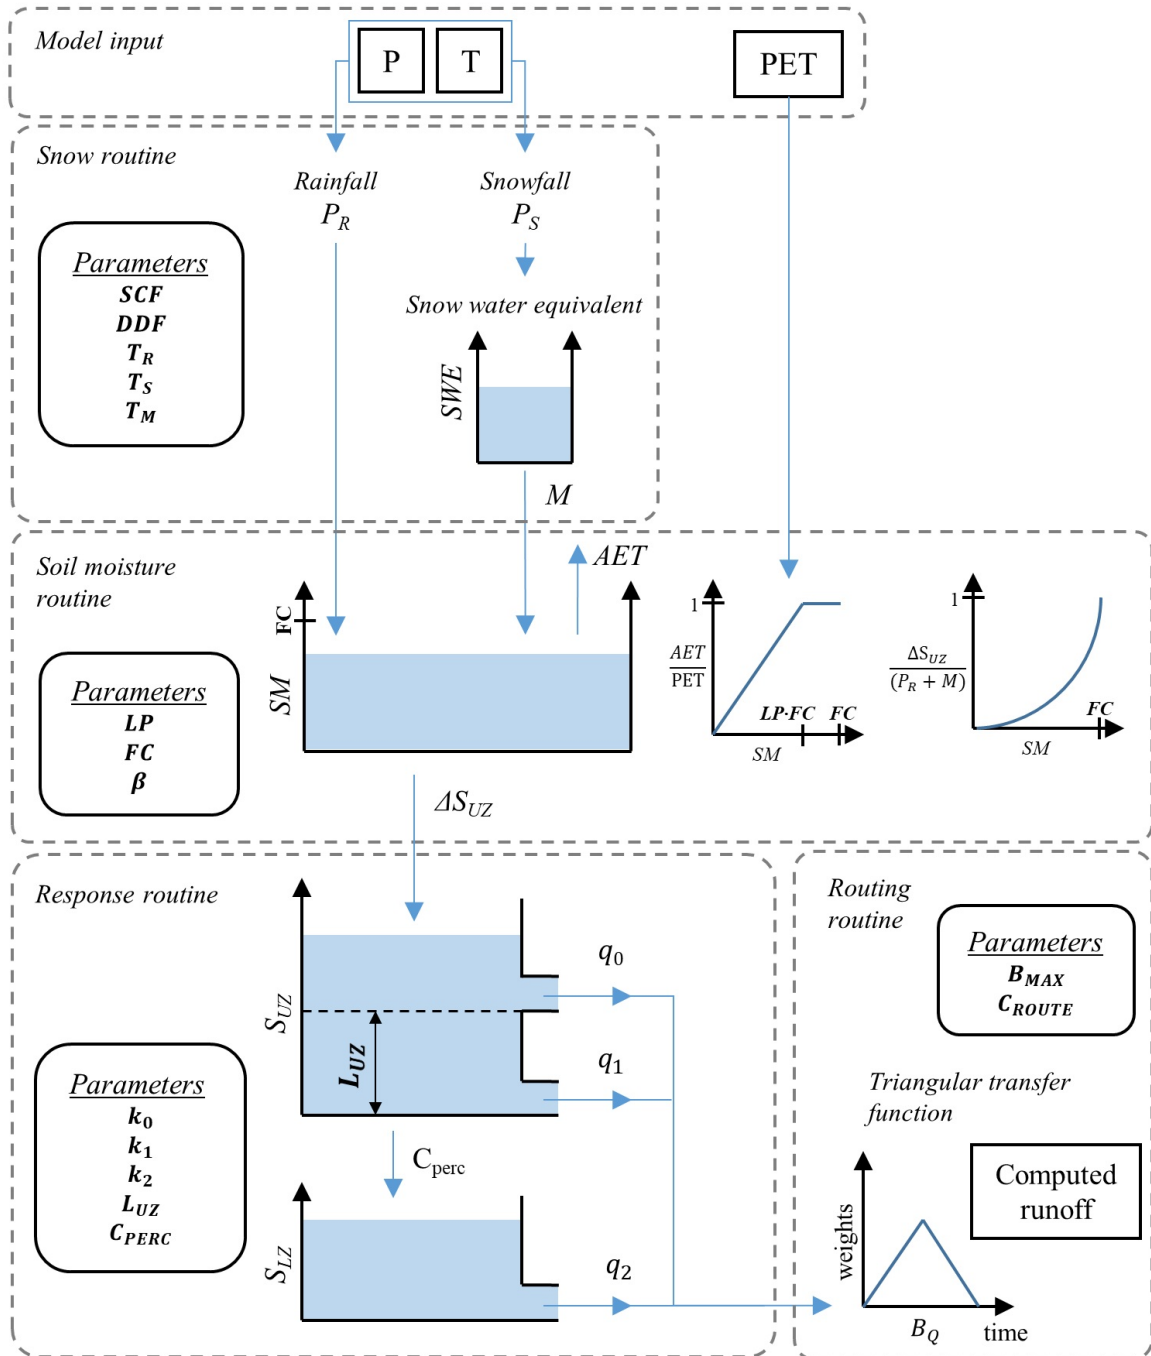 Model input
P
T
PET
Snow routine
Rainfall
P_R
Snowfall
P_S
Parameters
SCF
DDF
T_R
T_S
T_M
Snow water equivalent
SWE
M
Soil moisture
routine
AET
FC
SM
Parameters
LP
FC
β
1
AET
PET
LP·FC FC
SM
1
ΔS_UZ
(P_R + M)
FC
SM
ΔS_UZ
Response routine
S_UZ
L_UZ
q_0
q_1
Parameters
k_0
k_1
k_2
L_UZ
C_PERC
C_perc
S_LZ
q_2
Routing
routine
Parameters
B_MAX
C_ROUTE
Triangular transfer
function
Computed
runoff
weights
B_Q
time